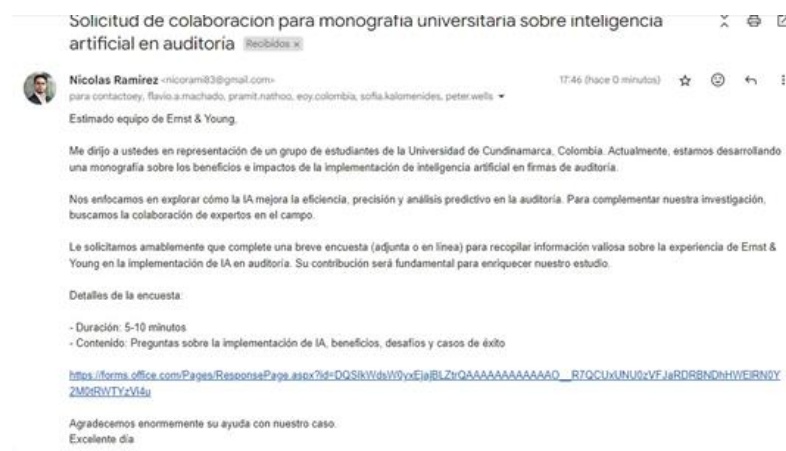 Solicitud de colaboración para monografía universitaria sobre inteligencia
artificial en auditoría Recibidos x
Nicolas Ramirez <nicorami83@gmail.com> 17:46 (hace 0 minutos)
para contactoey, flavio.a.machado, pramit.nathoo, eoy.colombia, sofia.kalomenides, peter.wells
Estimado equipo de Ernst & Young,
Me dirijo a ustedes en representación de un grupo de estudiantes de la Universidad de Cundinamarca, Colombia. Actualmente, estamos desarrollando
una monografía sobre los beneficios e impactos de la implementación de inteligencia artificial en firmas de auditoría.
Nos enfocamos en explorar cómo la IA mejora la eficiencia, precisión y análisis predictivo en la auditoría. Para complementar nuestra investigación,
buscamos la colaboración de expertos en el campo.
Le solicitamos amablemente que complete una breve encuesta (adjunta o en línea) para recopilar información valiosa sobre la experiencia de Ernst &
Young en la implementación de IA en auditoría. Su contribución será fundamental para enriquecer nuestro estudio.
Detalles de la encuesta:
- Duración: 5-10 minutos
- Contenido: Preguntas sobre la implementación de IA, beneficios, desafíos y casos de éxito
Agradecemos enormemente su ayuda con nuestro caso.
Excelente día